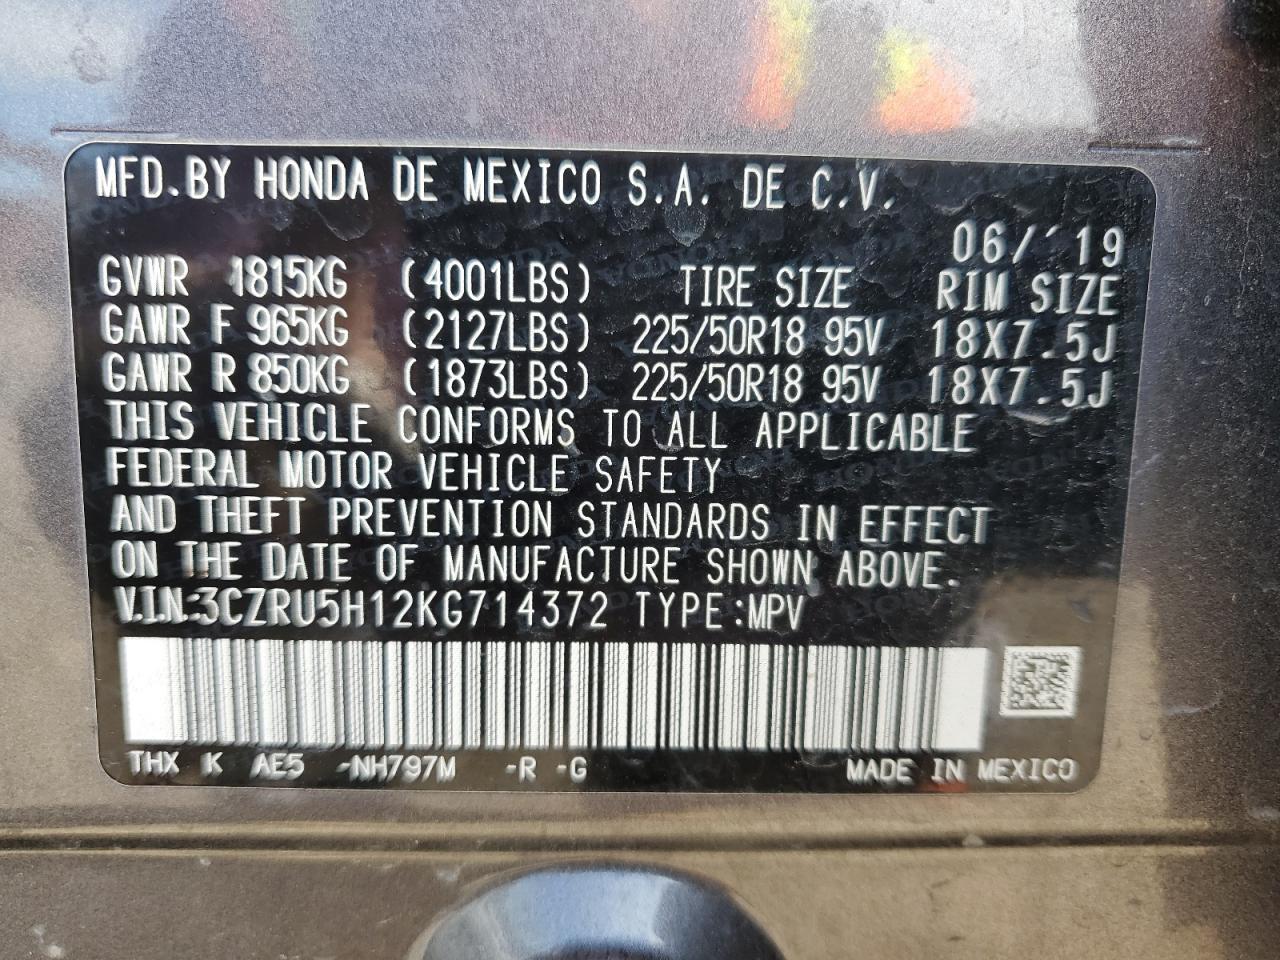 MFD.BY HONDA DE MEXICO S.A. DE C.V.
06/'19
GVWR 1815KG (4001LBS) TIRE SIZE RIM SIZE
GAWR F 965KG (2127LBS) 225/50R18 95V 18X7.5J
GAWR R 850KG (1873LBS) 225/50R18 95V 18X7.5J
THIS VEHICLE CONFORMS TO ALL APPLICABLE
FEDERAL MOTOR VEHICLE SAFETY
AND THEFT PREVENTION STANDARDS IN EFFECT
ON THE DATE OF MANUFACTURE SHOWN ABOVE.
V.I.N:3CZRU5H12KG714372 TYPE:MPV
THX K AE5 -NH797M -R -G MADE IN MEXICO